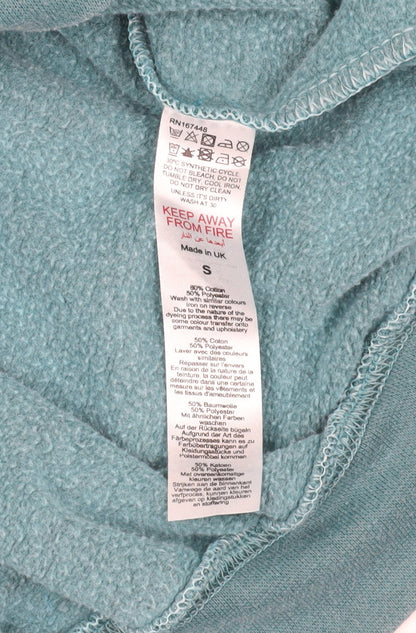 RN167448
30°C SYNTHETIC CYCLE
DO NOT BLEACH, DO NOT
TUMBLE DRY, COOL IRON,
DO NOT DRY CLEAN
UNLESS IT'S DIRTY
WASH AT 30
KEEP AWAY
FROM FIRE
أبعدها عن النار
Made in UK
S
50% Cotton
50% Polyester
Wash with similar colours
Iron on reverse
Due to the nature of the
dyeing process there may be
some colour transfer onto
garments and upholstery
50% Coton
50% Polyester
Laver avec des couleurs
similaires
Repasser sur l'envers
En raison de la nature de la
teinture, la couleur peut
déteindre dans une certaine
mesure sur les vêtements et
les tissus d'ameublement
50% Baumwolle
50% Polyester
Mit ähnlichen Farben
waschen
Auf der Rückseite bügeln
Aufgrund der Art des
Färbeprozesses kann es zu
Farbübertragungen auf
Kleidungsstücke und
Polstermöbel kommen
50% Katoen
50% Polyester
Met overeenkomstige
kleuren wassen
Strijken aan de binnenkant
Vanwege de aard van het
verfproces, kunnen kleuren
afgeven op kledingstukken
en stoffering